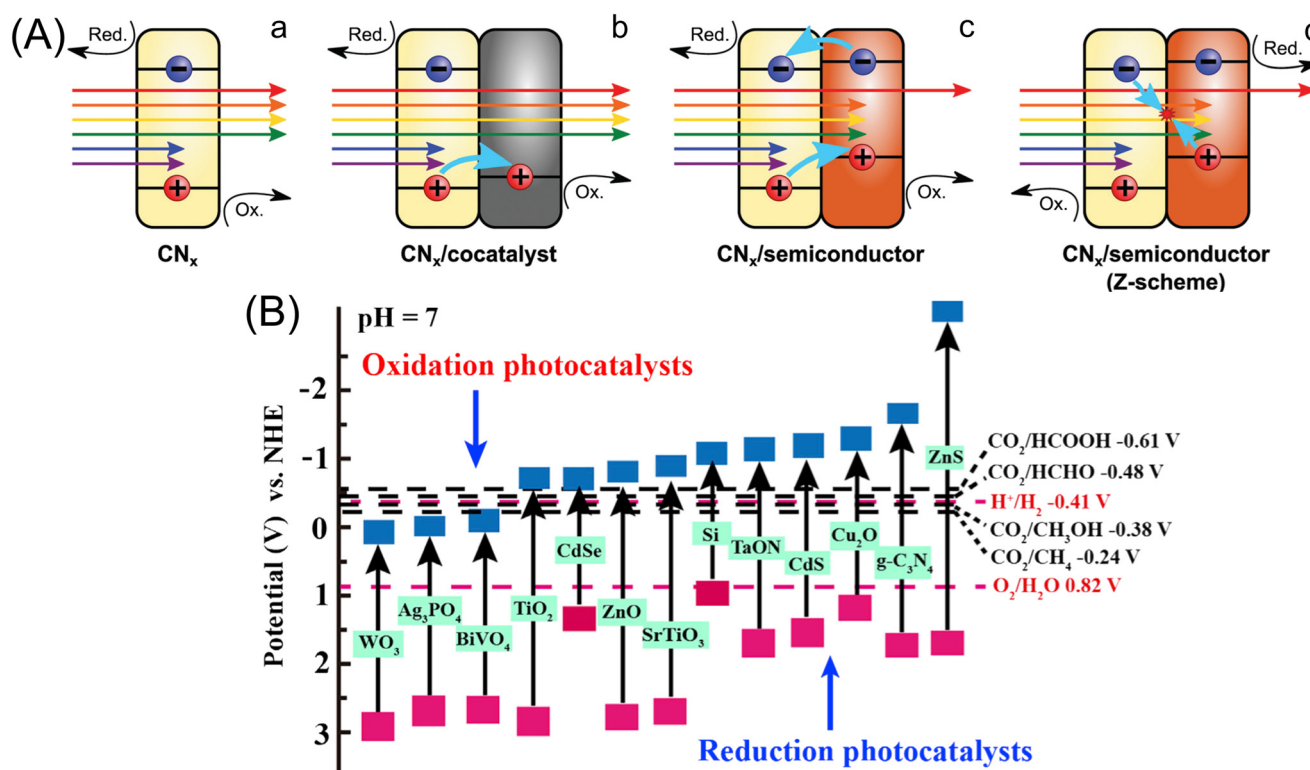 (A)
a
b
c
d
Red.
Red.
Red.
Red.
Ox.
Ox.
Ox.
Ox.
CNₓ
CNₓ/cocatalyst
CNₓ/semiconductor
CNₓ/semiconductor
(Z-scheme)
(B)
pH = 7
Oxidation photocatalysts
Potential (V) vs. NHE
-2
-1
0
1
2
3
WO₃
Ag₃PO₄
BiVO₄
TiO₂
CdSe
ZnO
SrTiO₃
Si
TaON
CdS
Cu₂O
g-C₃N₄
ZnS
CO₂/HCOOH -0.61 V
CO₂/HCHO -0.48 V
H⁺/H₂ -0.41 V
CO₂/CH₃OH -0.38 V
CO₂/CH₄ -0.24 V
O₂/H₂O 0.82 V
Reduction photocatalysts